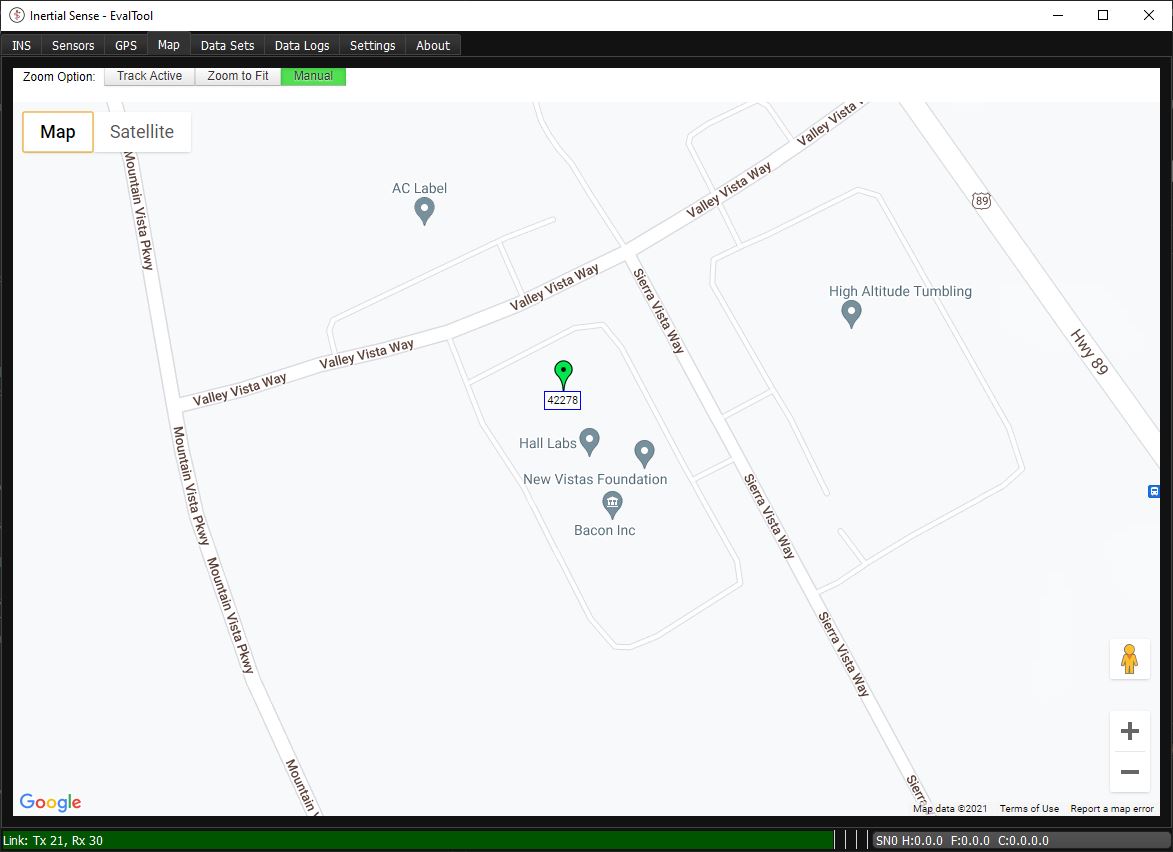 Inertial Sense - EvalTool
INS Sensors GPS Map Data Sets Data Logs Settings About
Zoom Option: Track Active Zoom to Fit Manual
Map Satellite
Valley Vista Way
Mountain Vista Pkwy
Valley Vista Way
AC Label
89
Valley Vista Way
Sierra Vista Way
High Altitude Tumbling
Hwy 89
Valley Vista Way
Valley Vista Way
42278
Hall Labs
Mountain Vista Pkwy
New Vistas Foundation
Sierra Vista Way
Bacon Inc
Mountain Vista Pkwy
Sierra Vista Way
Mountain V
Sierra
Google
Map data ©2021 Terms of Use Report a map error
Link: Tx 21, Rx 30
SN0 H:0.0.0 F:0.0.0 C:0.0.0.0